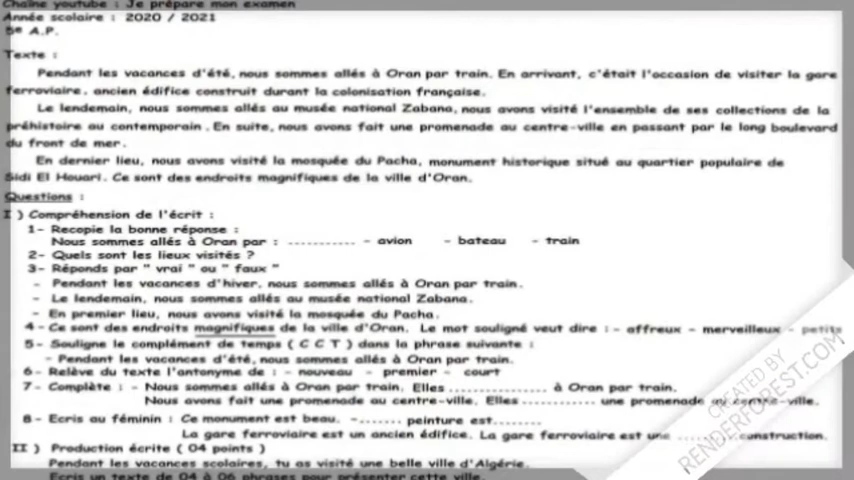 Chaîne youtube : Je prépare mon examen
Année scolaire : 2020 / 2021
5e A.P.
Texte :
Pendant les vacances d'été, nous sommes allés à Oran par train. En arrivant, c'était l'occasion de visiter la gare
ferroviaire, ancien édifice construit durant la colonisation française.
Le lendemain, nous sommes allés au musée national Zabana, nous avons visité l'ensemble de ses collections de la
préhistoire au contemporain. En suite, nous avons fait une promenade au centre-ville en passant par le long boulevard
du front de mer.
En dernier lieu, nous avons visité la mosquée du Pacha, monument historique situé au quartier populaire de
Sidi El Houari. Ce sont des endroits magnifiques de la ville d'Oran.
Questions :
I ) Compréhension de l'écrit :
1- Recopie la bonne réponse :
Nous sommes allés à Oran par : ........... - avion - bateau - train
2- Quels sont les lieux visités ?
3- Réponds par " vrai " ou " faux "
- Pendant les vacances d'hiver, nous sommes allés à Oran par train.
- Le lendemain, nous sommes allés au musée national Zabana.
- En premier lieu, nous avons visité la mosquée du Pacha.
4- Ce sont des endroits magnifiques de la ville d'Oran. Le mot souligné veut dire : - affreux - merveilleux - petits
5- Souligne le complément de temps ( C C T ) dans la phrase suivante :
- Pendant les vacances d'été, nous sommes allés à Oran par train.
6- Relève du texte l'antonyme de : - nouveau - premier - court
7- Complète : - Nous sommes allés à Oran par train. Elles ................ à Oran par train.
Nous avons fait une promenade au centre-ville. Elles ............ une promenade au centre-ville.
8- Ecris au féminin : Ce monument est beau. -....... peinture est........
La gare ferroviaire est un ancien édifice. La gare ferroviaire est une .......... construction.
II ) Production écrite ( 04 points )
Pendant les vacances scolaires, tu as visité une belle ville d'Algérie.
Ecris un texte de 04 à 06 phrases pour présenter cette ville.
CREATED BY
RENDERFOREST.COM